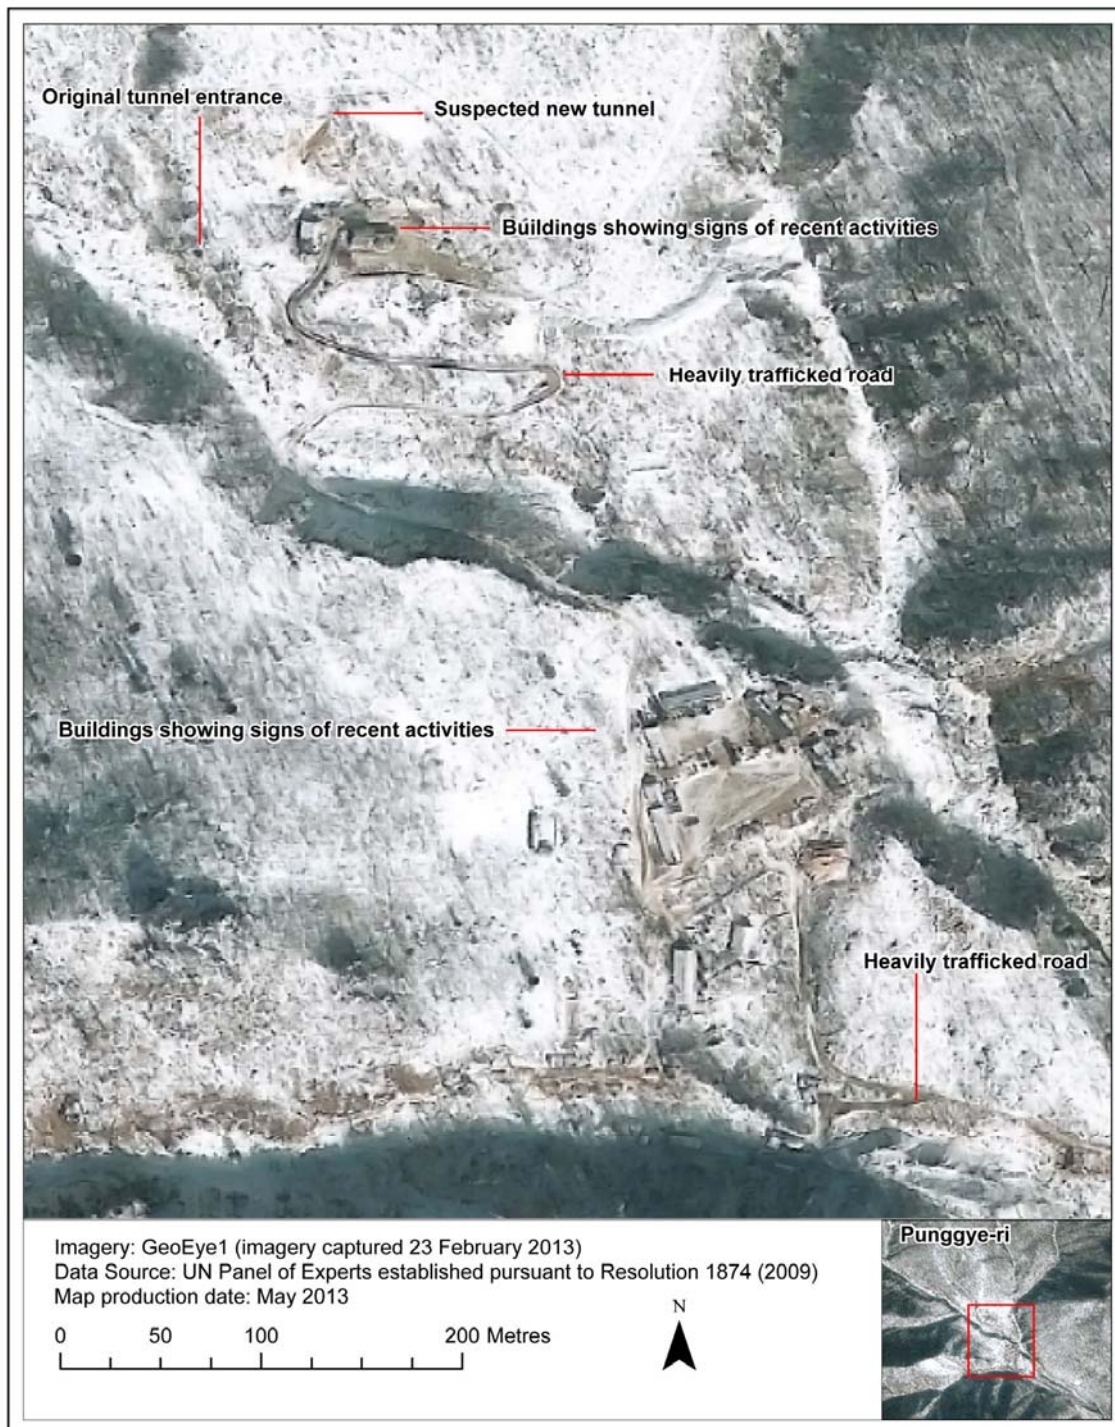 Original tunnel entrance
Suspected new tunnel
Buildings showing signs of recent activities
Heavily trafficked road
Buildings showing signs of recent activities
Heavily trafficked road
Imagery: GeoEye1 (imagery captured 23 February 2013)
Data Source: UN Panel of Experts established pursuant to Resolution 1874 (2009)
Map production date: May 2013
0 50 100 200 Metres
N
Punggye-ri